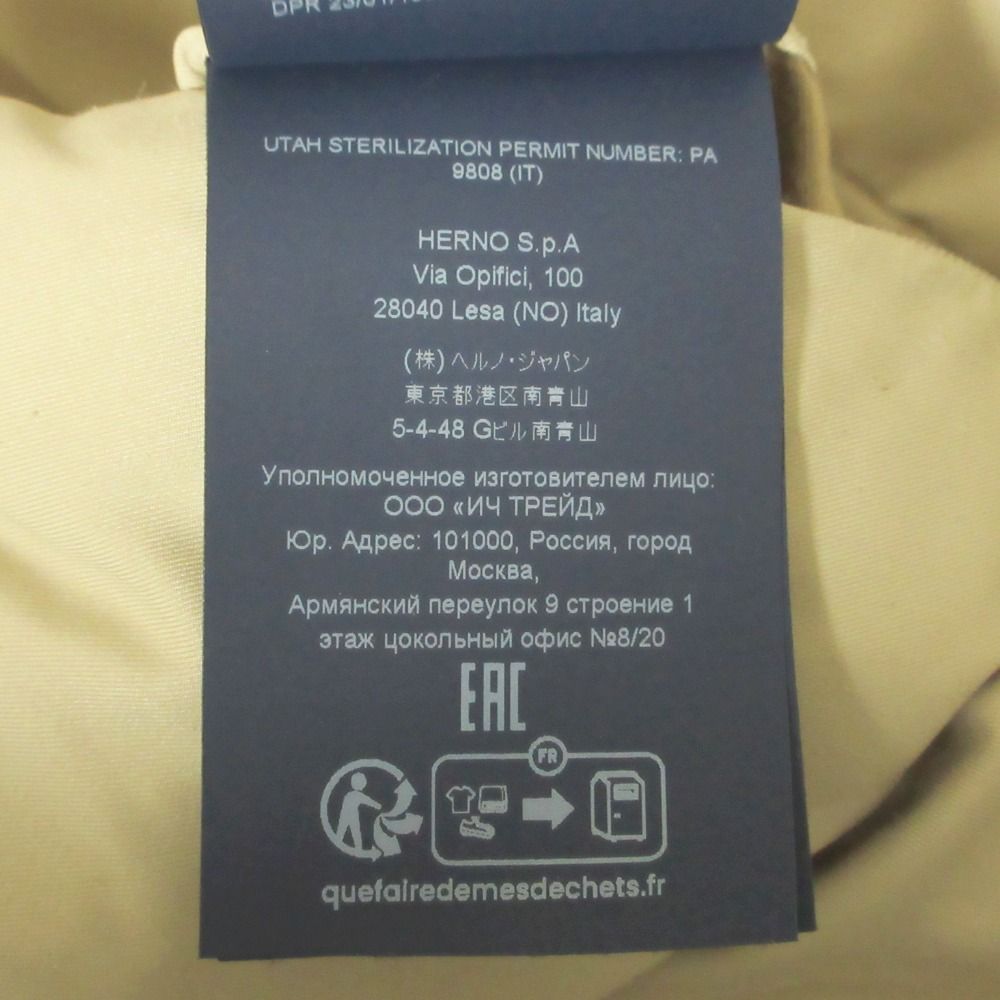 DPR 23/01/
UTAH STERILIZATION PERMIT NUMBER: PA
9808 (IT)
HERNO S.p.A
Via Opifici, 100
28040 Lesa (NO) Italy
(株) ヘルノ・ジャパン
東京都港区南青山
5-4-48 Gビル南青山
Уполномоченное изготовителем лицо:
ООО «ИЧ ТРЕЙД»
Юр. Адрес: 101000, Россия, город
Москва,
Армянский переулок 9 строение 1
этаж цокольный офис №8/20
EAC
FR
quefairedemesdechets.fr